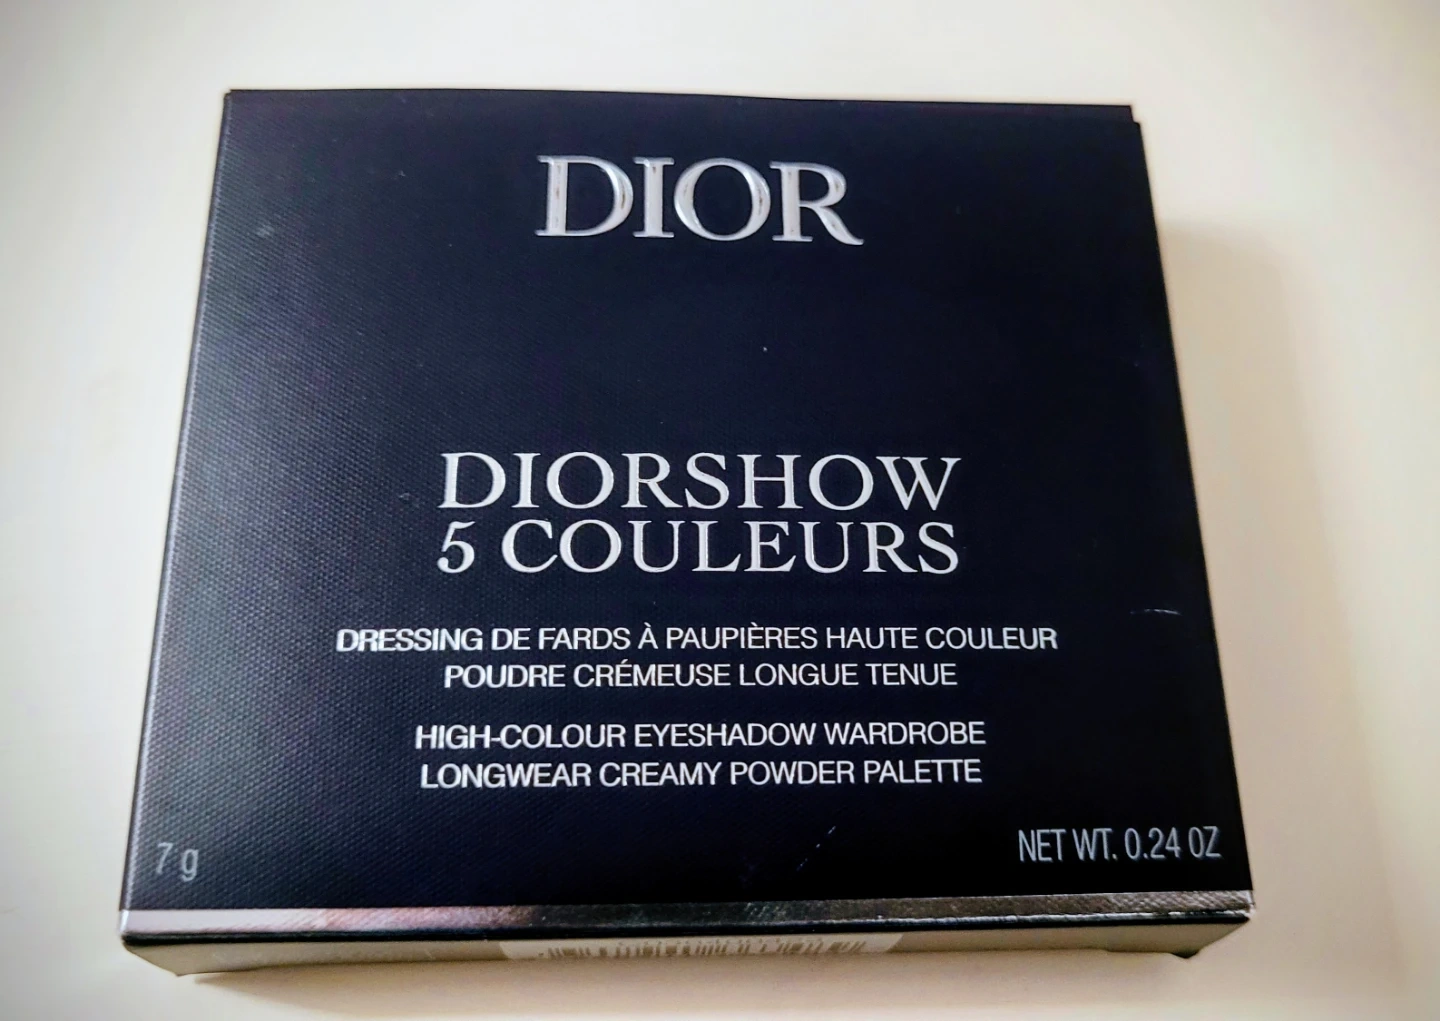 DIOR
DIORSHOW
5 COULEURS
DRESSING DE FARDS À PAUPIÈRES HAUTE COULEUR
POUDRE CRÉMEUSE LONGUE TENUE
HIGH-COLOUR EYESHADOW WARDROBE
LONGWEAR CREAMY POWDER PALETTE
7 g
NET WT. 0.24 OZ